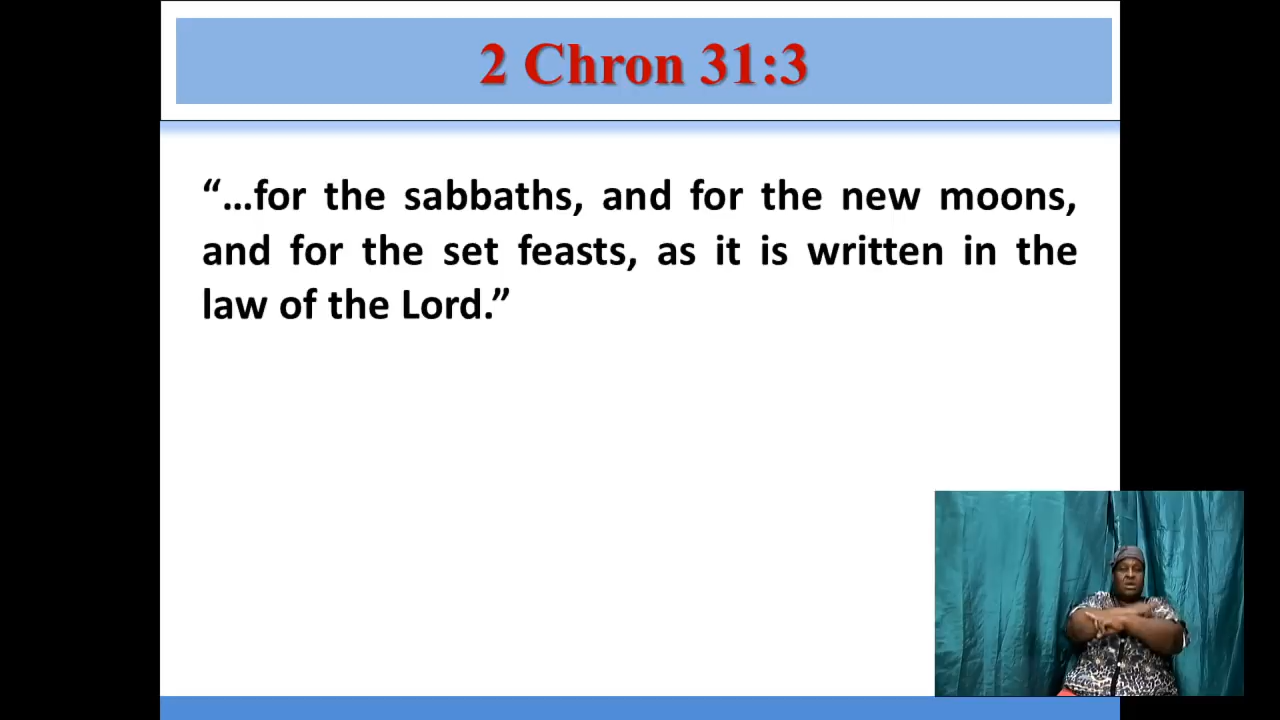 2 Chron 31:3
“…for the sabbaths, and for the new moons,
and for the set feasts, as it is written in the
law of the Lord.”